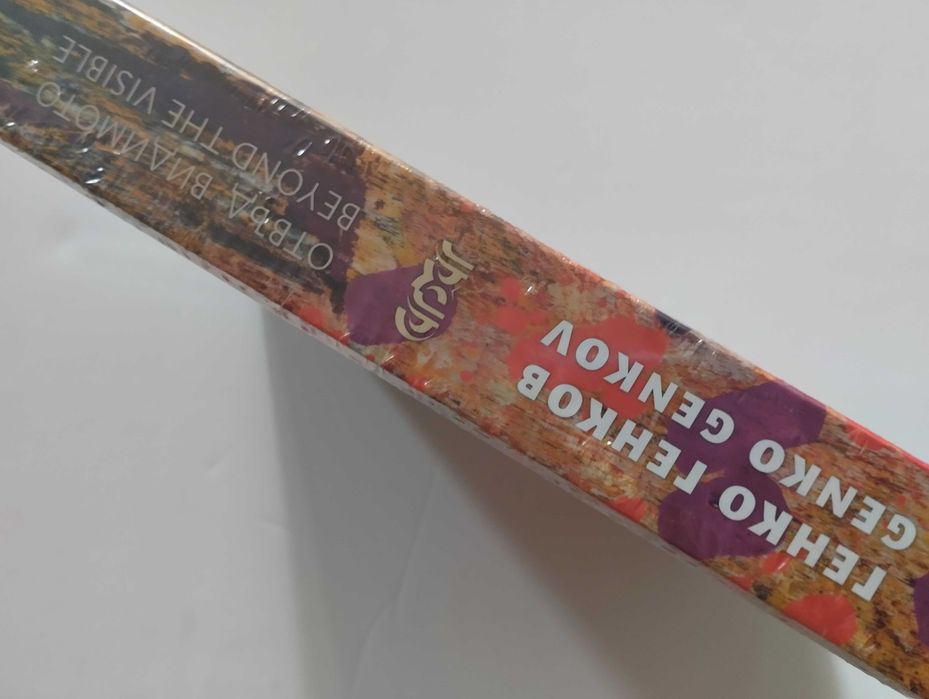 ГЕНКО ГЕНКОВ
GENKO GENKOV
ОТВЪД ВИДИМОТО
BEYOND THE VISIBLE